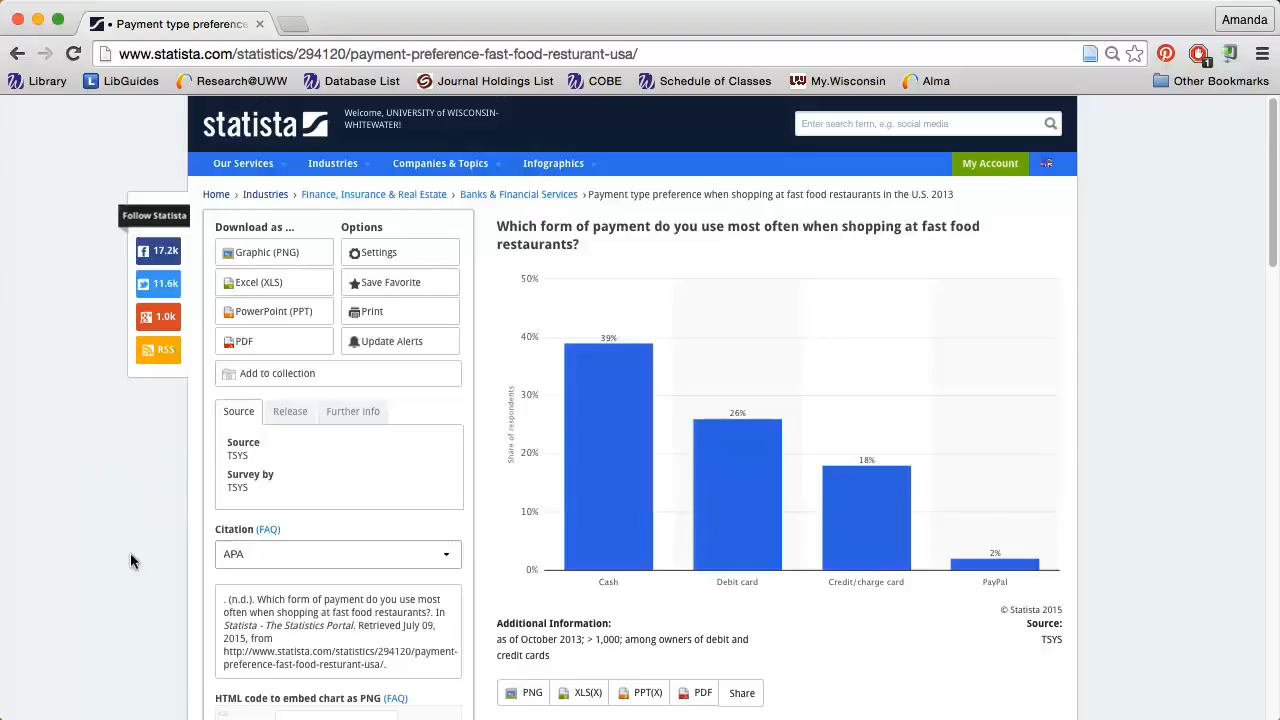 • Payment type preference
Amanda
www.statista.com/statistics/294120/payment-preference-fast-food-resturant-usa/
1
Library
LibGuides
Research@UWW
Database List
Journal Holdings List
COBE
Schedule of Classes
My.Wisconsin
Alma
Other Bookmarks
statista
Welcome, UNIVERSITY of WISCONSIN-
WHITEWATER!
Enter search term, e.g. social media
Our Services
Industries
Companies & Topics
Infographics
My Account
Home › Industries › Finance, Insurance & Real Estate › Banks & Financial Services › Payment type preference when shopping at fast food restaurants in the U.S. 2013
Follow Statista
17.2k
11.6k
1.0k
RSS
Download as ...
Options
Graphic (PNG)
Settings
Excel (XLS)
Save Favorite
PowerPoint (PPT)
Print
PDF
Update Alerts
Add to collection
Source
Release
Further info
Source
TSYS
Survey by
TSYS
Citation (FAQ)
APA
. (n.d.). Which form of payment do you use most
often when shopping at fast food restaurants?. In
Statista - The Statistics Portal. Retrieved July 09,
2015, from
http://www.statista.com/statistics/294120/payment-
preference-fast-food-resturant-usa/.
HTML code to embed chart as PNG (FAQ)
Which form of payment do you use most often when shopping at fast food
restaurants?
50%
40%
30%
20%
10%
0%
Share of respondents
39%
26%
18%
2%
Cash
Debit card
Credit/charge card
PayPal
© Statista 2015
Additional Information:
Source:
as of October 2013; > 1,000; among owners of debit and
credit cards
TSYS
PNG
XLS(X)
PPT(X)
PDF
Share